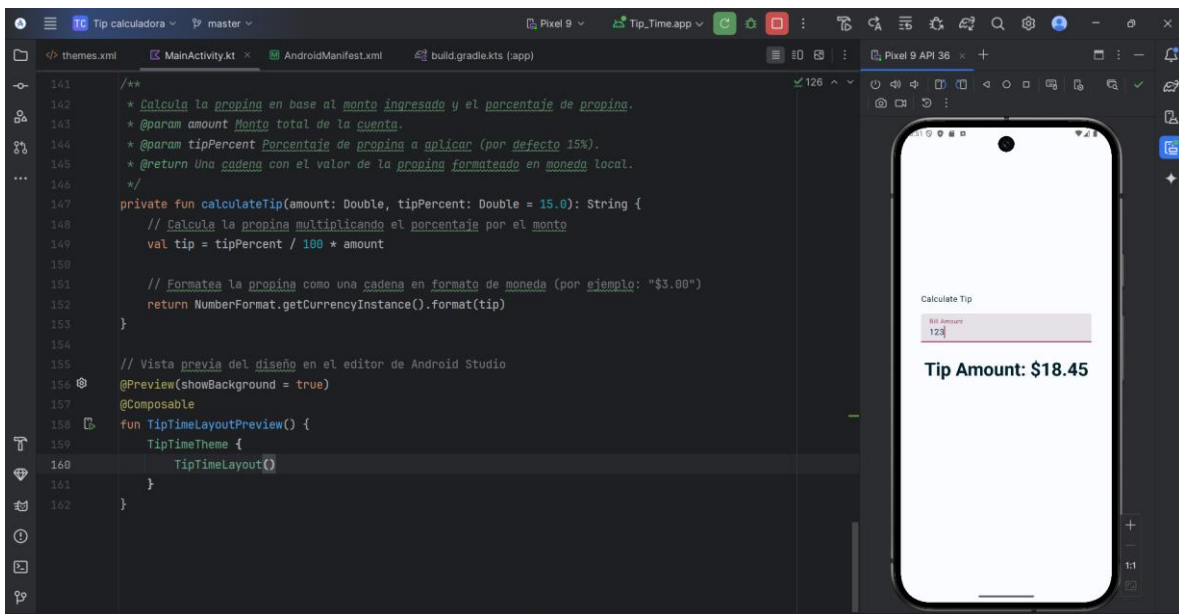 TC Tip calculadora master Pixel 9 Tip_Time.app
themes.xml MainActivity.kt AndroidManifest.xml build.gradle.kts (:app) Pixel 9 API 36
126
141 /**
142 * Calcula la propina en base al monto ingresado y el porcentaje de propina.
143 * @param amount Monto total de la cuenta.
144 * @param tipPercent Porcentaje de propina a aplicar (por defecto 15%).
145 * @return Una cadena con el valor de la propina formateado en moneda local.
146 */
147 private fun calculateTip(amount: Double, tipPercent: Double = 15.0): String {
148 // Calcula la propina multiplicando el porcentaje por el monto
149 val tip = tipPercent / 100 * amount
150
151 // Formatea la propina como una cadena en formato de moneda (por ejemplo: "$3.00")
152 return NumberFormat.getCurrencyInstance().format(tip)
153 }
154
155 // Vista previa del diseño en el editor de Android Studio
156 @Preview(showBackground = true)
157 @Composable
158 fun TipTimeLayoutPreview() {
159 TipTimeTheme {
160 TipTimeLayout()
161 }
162 }
Calculate Tip
Bill Amount
123
Tip Amount: $18.45
1:1